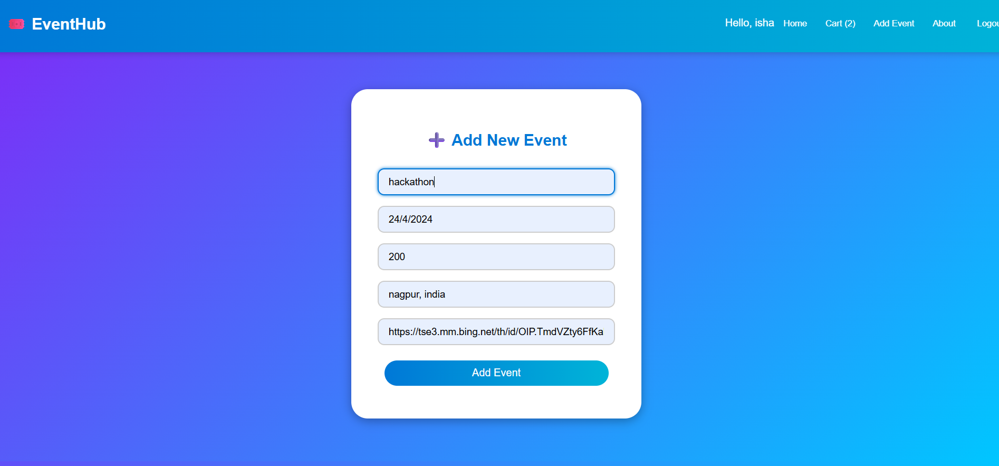 EventHub
Hello, isha Home Cart (2) Add Event About Logou
Add New Event
hackathon
24/4/2024
200
nagpur, india
https://tse3.mm.bing.net/th/id/OIP.TmdVZty6FfKa
Add Event